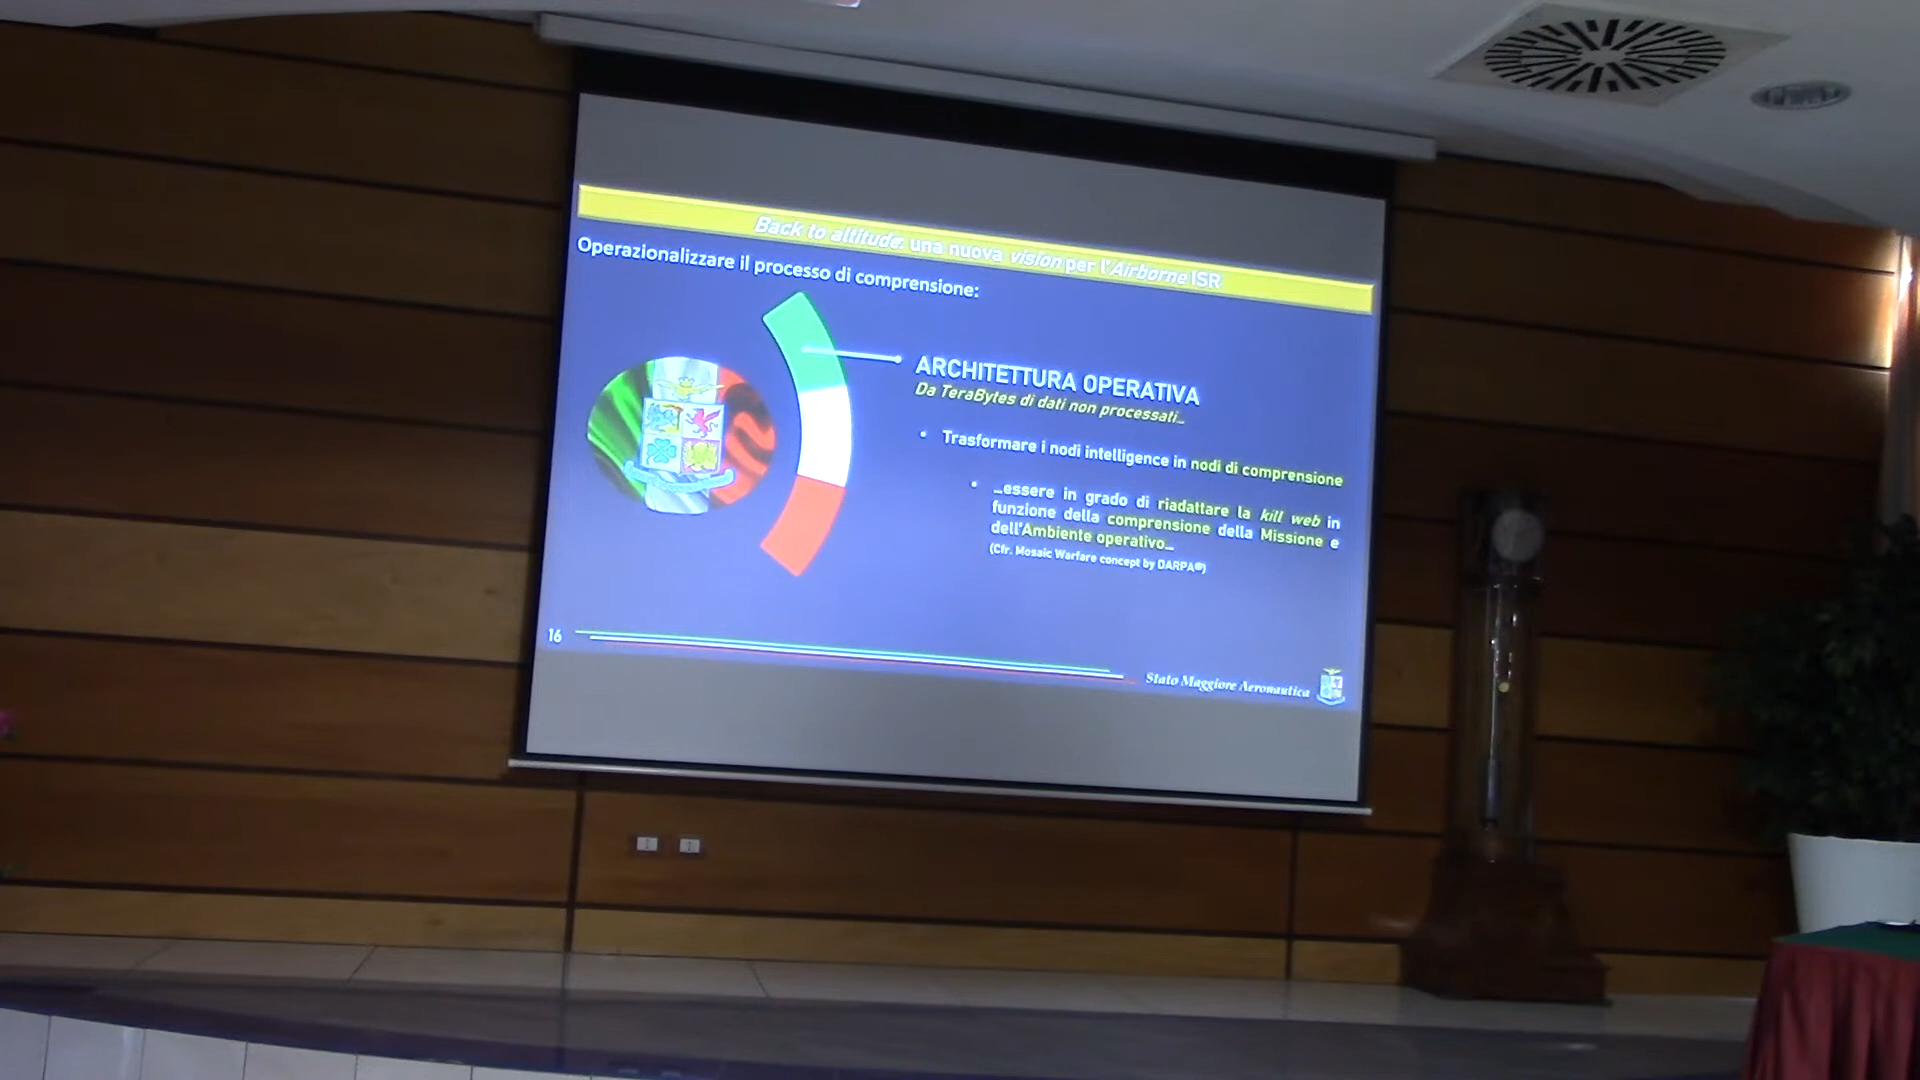 Back to altitude: una nuova vision per l'Airborne ISR
Operazionalizzare il processo di comprensione:
ARCHITETTURA OPERATIVA
Da TeraBytes di dati non processati…
• Trasformare i nodi intelligence in nodi di comprensione
• …essere in grado di riadattare la kill web in
funzione della comprensione della Missione e
dell'Ambiente operativo…
(Cfr. Mosaic Warfare concept by DARPA®)
16
Stato Maggiore Aeronautica